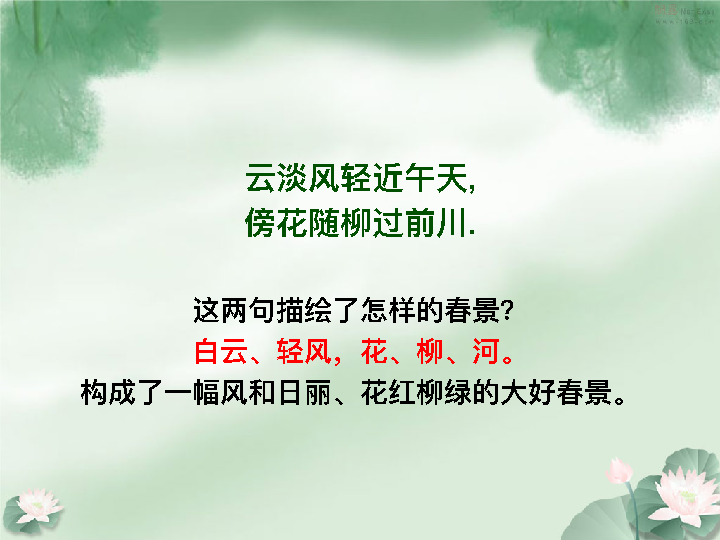 云淡风轻近午天,
傍花随柳过前川.
这两句描绘了怎样的春景?
白云、轻风，花、柳、河。
构成了一幅风和日丽、花红柳绿的大好春景。